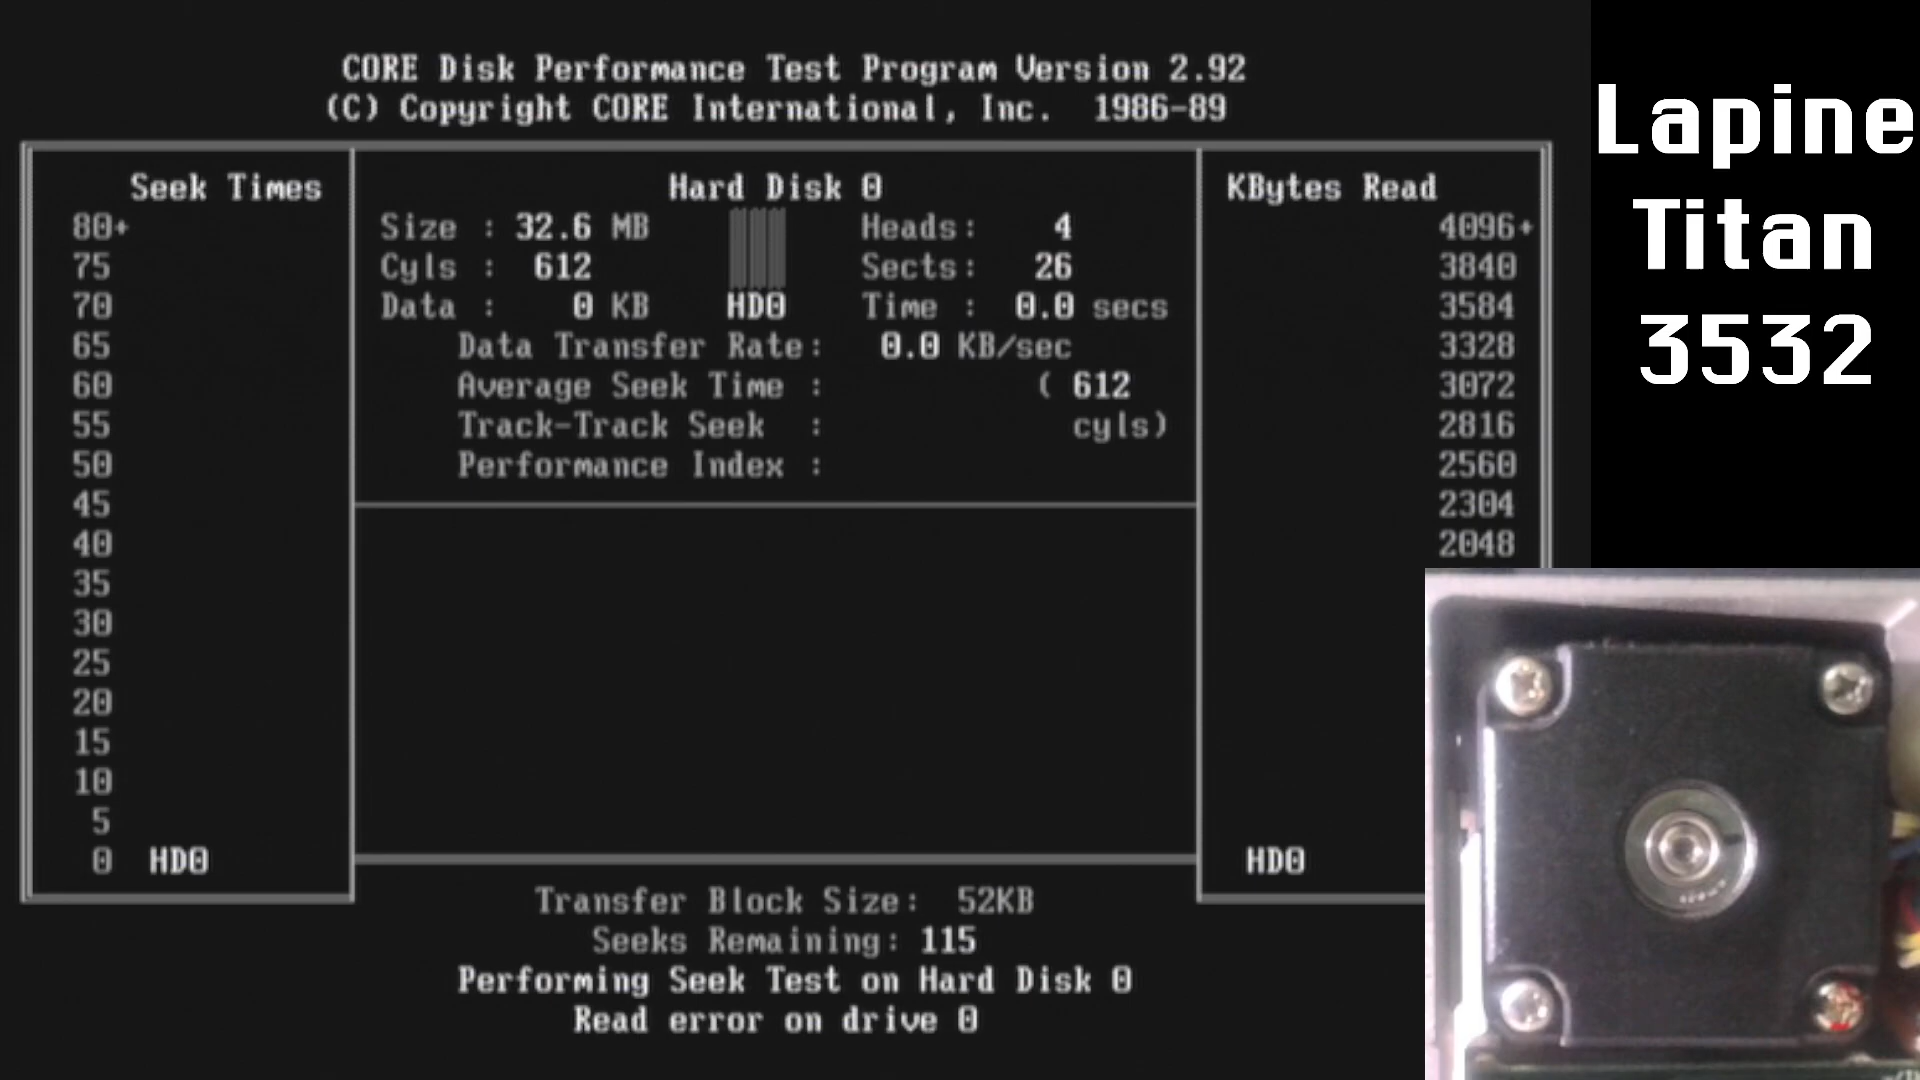 CORE Disk Performance Test Program Version 2.92
(C) Copyright CORE International, Inc. 1986-89
Seek Times
80+
75
70
65
60
55
50
45
40
35
30
25
20
15
10
5
0 HD0
Hard Disk 0
Size : 32.6 MB Heads: 4
Cyls : 612 Sects: 26
Data : 0 KB HD0 Time : 0.0 secs
Data Transfer Rate: 0.0 KB/sec
Average Seek Time : ( 612
Track-Track Seek : cyls)
Performance Index :
KBytes Read
4096+
3840
3584
3328
3072
2816
2560
2304
2048
HD0
Transfer Block Size: 52KB
Seeks Remaining: 115
Performing Seek Test on Hard Disk 0
Read error on drive 0
Lapine
Titan
3532